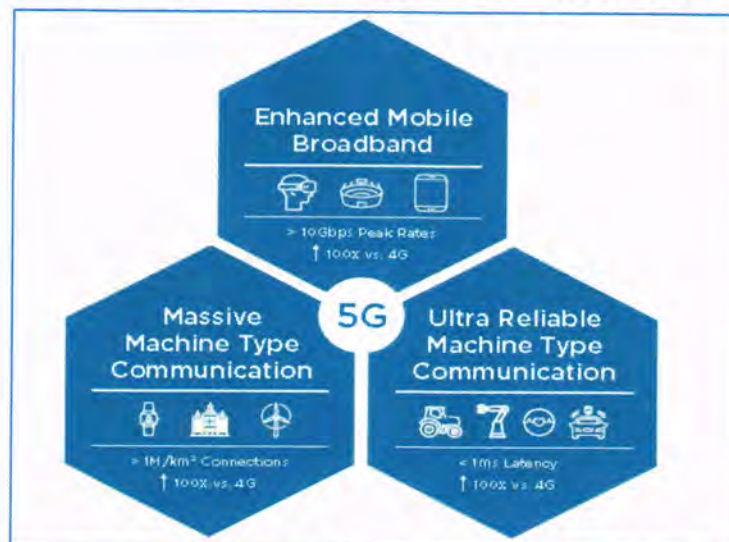 Enhanced Mobile
Broadband
> 10Gbps Peak Rates
↑ 100X vs. 4G
5G
Massive
Machine Type
Communication
> 1M/km² Connections
↑ 100X vs. 4G
Ultra Reliable
Machine Type
Communication
< 1ms Latency
↑ 100X vs. 4G